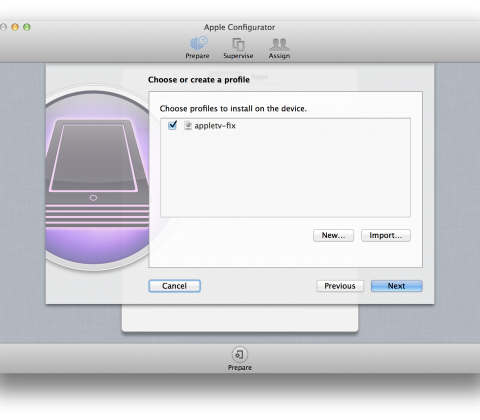 Apple Configurator
Prepare Supervise Assign
Choose or create a profile
Choose profiles to install on the device.
appletv-fix
New... Import...
Cancel Previous Next
Prepare